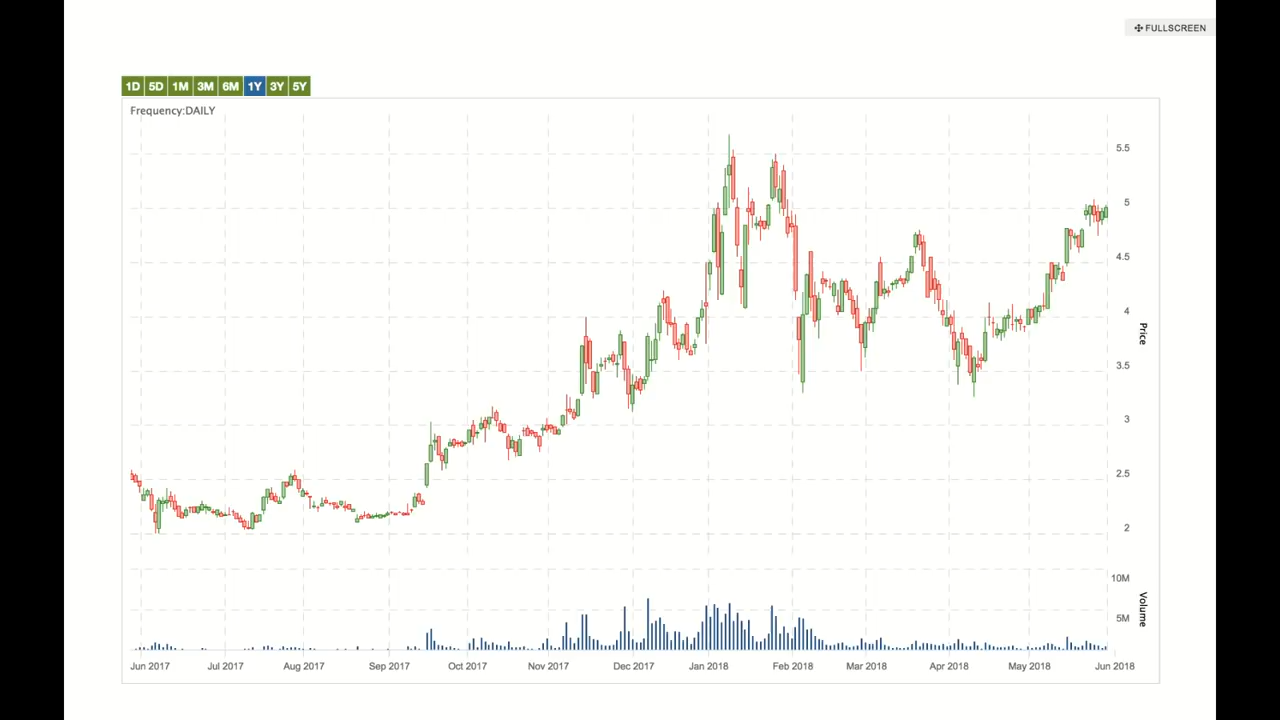 FULLSCREEN
1D 5D 1M 3M 6M 1Y 3Y 5Y
Frequency:DAILY
5.5
5
4.5
4
Price
3.5
3
2.5
2
10M
Volume
5M
Jun 2017 Jul 2017 Aug 2017 Sep 2017 Oct 2017 Nov 2017 Dec 2017 Jan 2018 Feb 2018 Mar 2018 Apr 2018 May 2018 Jun 2018